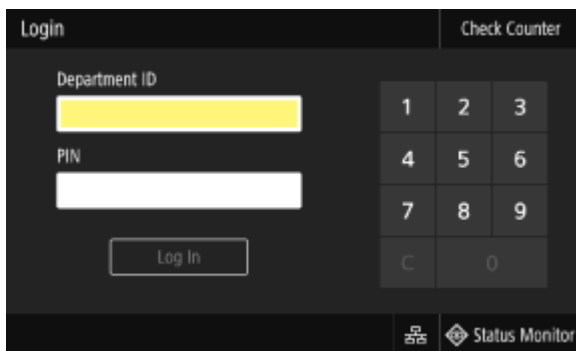 Login
Check Counter
Department ID
PIN
Log In
1 2 3
4 5 6
7 8 9
C 0
Status Monitor